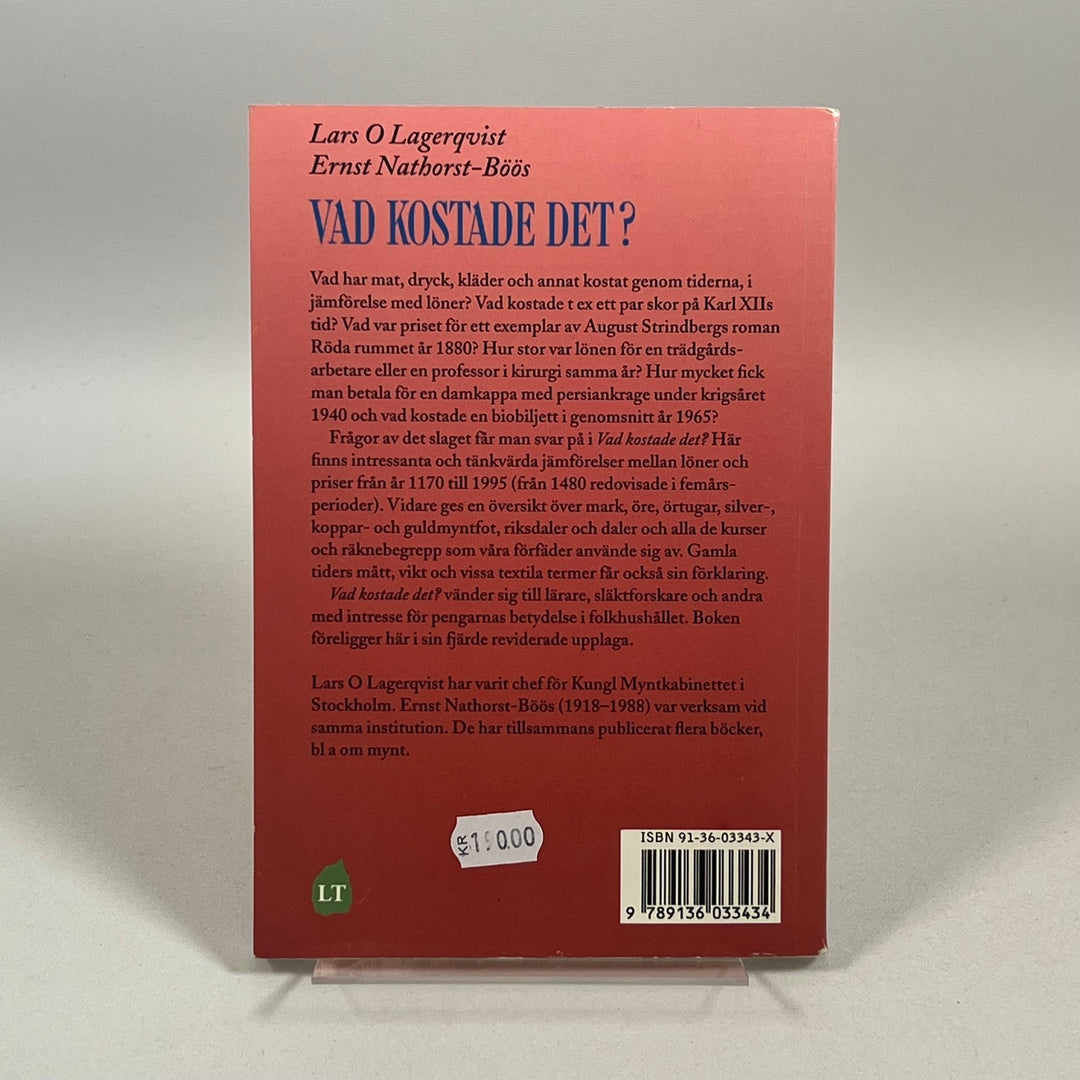 Lars O Lagerqvist
Ernst Nathorst-Böös
VAD KOSTADE DET?
Vad har mat, dryck, kläder och annat kostat genom tiderna, i
jämförelse med löner? Vad kostade t ex ett par skor på Karl XIIs
tid? Vad var priset för ett exemplar av August Strindbergs roman
Röda rummet år 1880? Hur stor var lönen för en trädgårds-
arbetare eller en professor i kirurgi samma år? Hur mycket fick
man betala för en damkappa med persiankrage under krigsåret
1940 och vad kostade en biobiljett i genomsnitt år 1965?
Frågor av det slaget får man svar på i Vad kostade det? Här
finns intressanta och tänkvärda jämförelser mellan löner och
priser från år 1170 till 1995 (från 1480 redovisade i femårs-
perioder). Vidare ges en översikt över mark, öre, örtugar, silver-,
koppar- och guldmyntfot, riksdaler och daler och alla de kurser
och räknebegrepp som våra förfäder använde sig av. Gamla
tiders mått, vikt och vissa textila termer får också sin förklaring.
Vad kostade det? vänder sig till lärare, släktforskare och andra
med intresse för pengarnas betydelse i folkhushållet. Boken
föreligger här i sin fjärde reviderade upplaga.
Lars O Lagerqvist har varit chef för Kungl Myntkabinettet i
Stockholm. Ernst Nathorst-Böös (1918–1988) var verksam vid
samma institution. De har tillsammans publicerat flera böcker,
bl a om mynt.
KR
LT
ISBN 91-36-03343-X
9 789136 033434